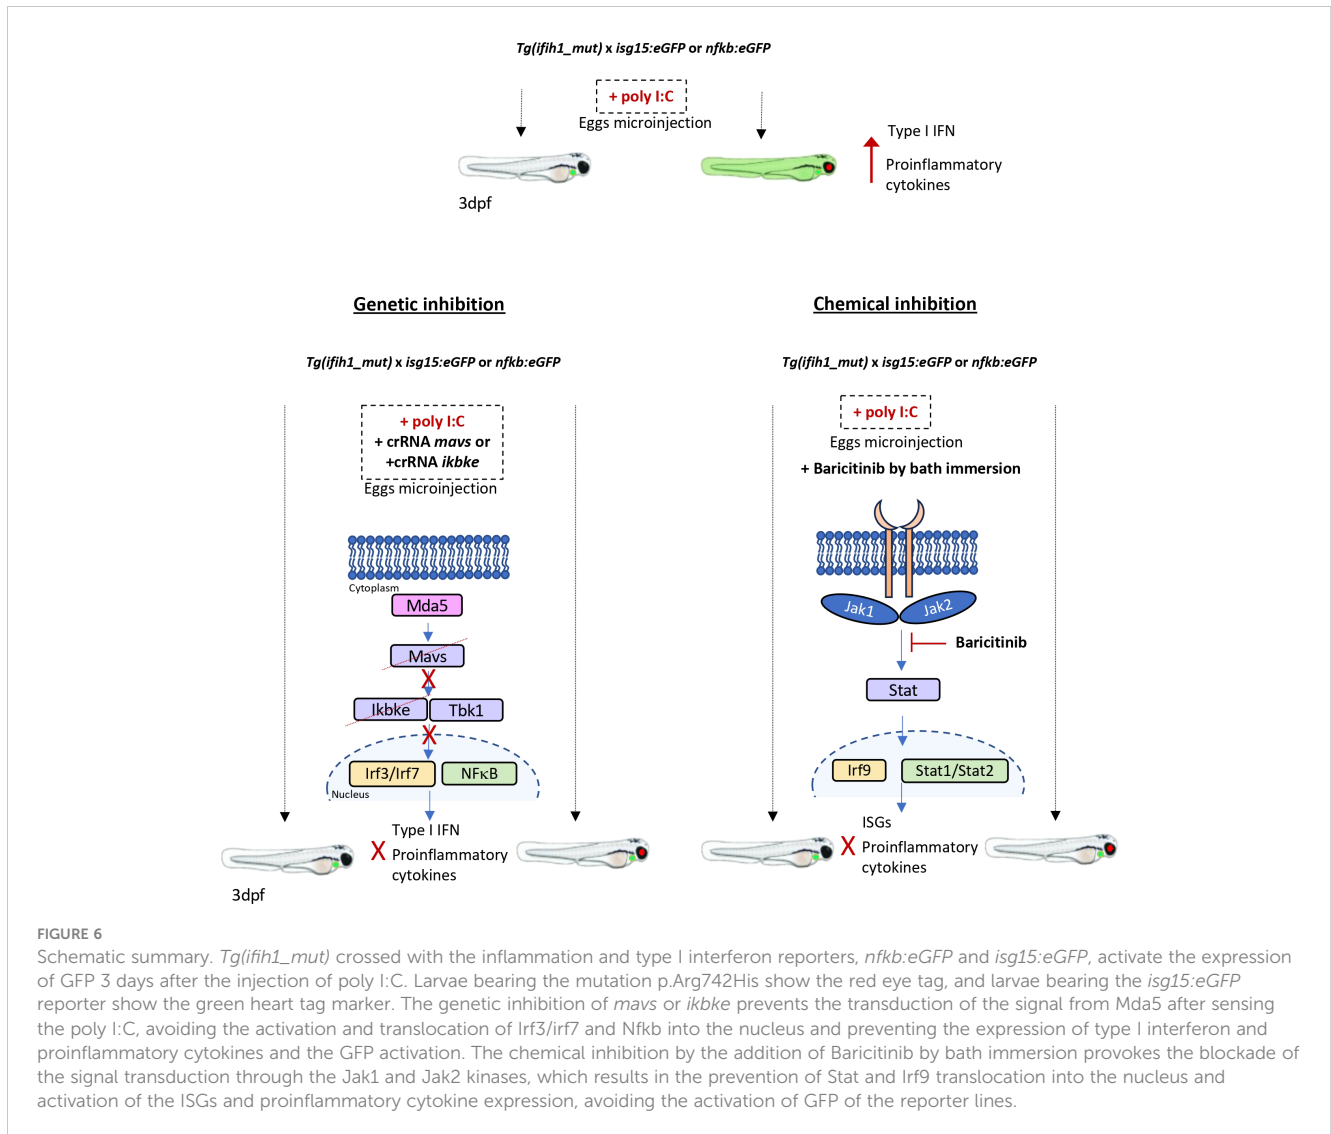 Tg(ifih1_mut) x isg15:eGFP or nfkb:eGFP
+ poly I:C
Eggs microinjection
Type I IFN
Proinflammatory
cytokines
3dpf
Genetic inhibition
Tg(ifih1_mut) x isg15:eGFP or nfkb:eGFP
+ poly I:C
+ crRNA mavs or
+crRNA ikbke
Eggs microinjection
Cytoplasm
Mda5
Mavs
X
Ikbke
Tbk1
X
Irf3/Irf7
NFκB
Nucleus
Type I IFN
X
Proinflammatory
cytokines
3dpf
Chemical inhibition
Tg(ifih1_mut) x isg15:eGFP or nfkb:eGFP
+ poly I:C
Eggs microinjection
+ Baricitinib by bath immersion
Jak1
Jak2
Baricitinib
Stat
Irf9
Stat1/Stat2
ISGs
X
Proinflammatory
cytokines
FIGURE 6
Schematic summary. Tg(ifih1_mut) crossed with the inflammation and type I interferon reporters, nfkb:eGFP and isg15:eGFP, activate the expression
of GFP 3 days after the injection of poly I:C. Larvae bearing the mutation p.Arg742His show the red eye tag, and larvae bearing the isg15:eGFP
reporter show the green heart tag marker. The genetic inhibition of mavs or ikbke prevents the transduction of the signal from Mda5 after sensing
the poly I:C, avoiding the activation and translocation of Irf3/irf7 and Nfkb into the nucleus and preventing the expression of type I interferon and
proinflammatory cytokines and the GFP activation. The chemical inhibition by the addition of Baricitinib by bath immersion provokes the blockade of
the signal transduction through the Jak1 and Jak2 kinases, which results in the prevention of Stat and Irf9 translocation into the nucleus and
activation of the ISGs and proinflammatory cytokine expression, avoiding the activation of GFP of the reporter lines.